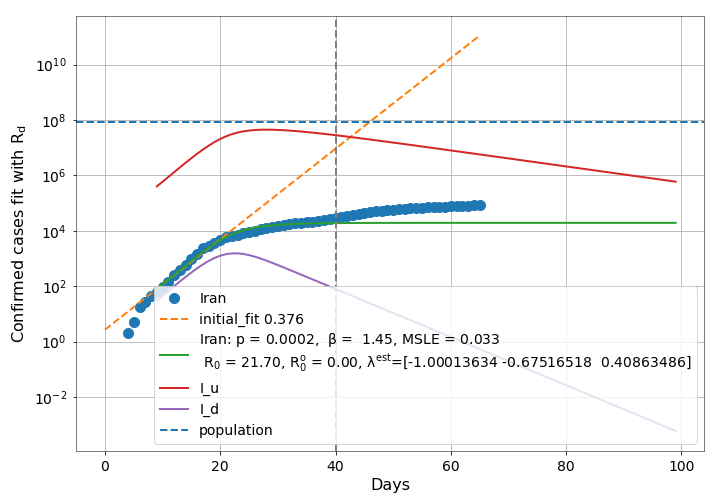 10^10
10^8
10^6
10^4
10^2
10^0
10^−2
Confirmed cases fit with R_d
Iran
initial_fit 0.376
Iran: p = 0.0002,  β =  1.45, MSLE = 0.033
R_0 = 21.70, R_0^o = 0.00, λ^est=[-1.00013634 -0.67516518  0.40863486]
I_u
I_d
population
0 20 40 60 80 100
Days